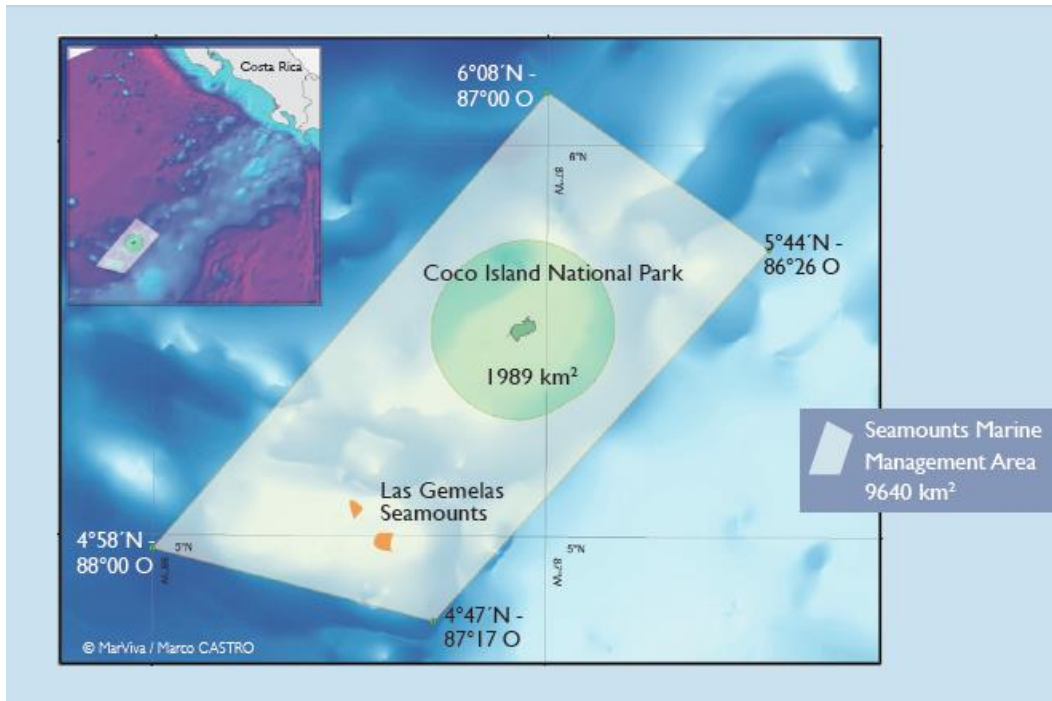 Costa Rica
6°08´N -
87°00 O
6°N
87°W
5°44´N -
86°26 O
Coco Island National Park
1989 km²
Seamounts Marine
Management Area
9640 km²
Las Gemelas
Seamounts
4°58´N -
88°00 O
5°N
88°W
5°N
87°W
4°47´N -
87°17 O
© MarViva / Marco CASTRO